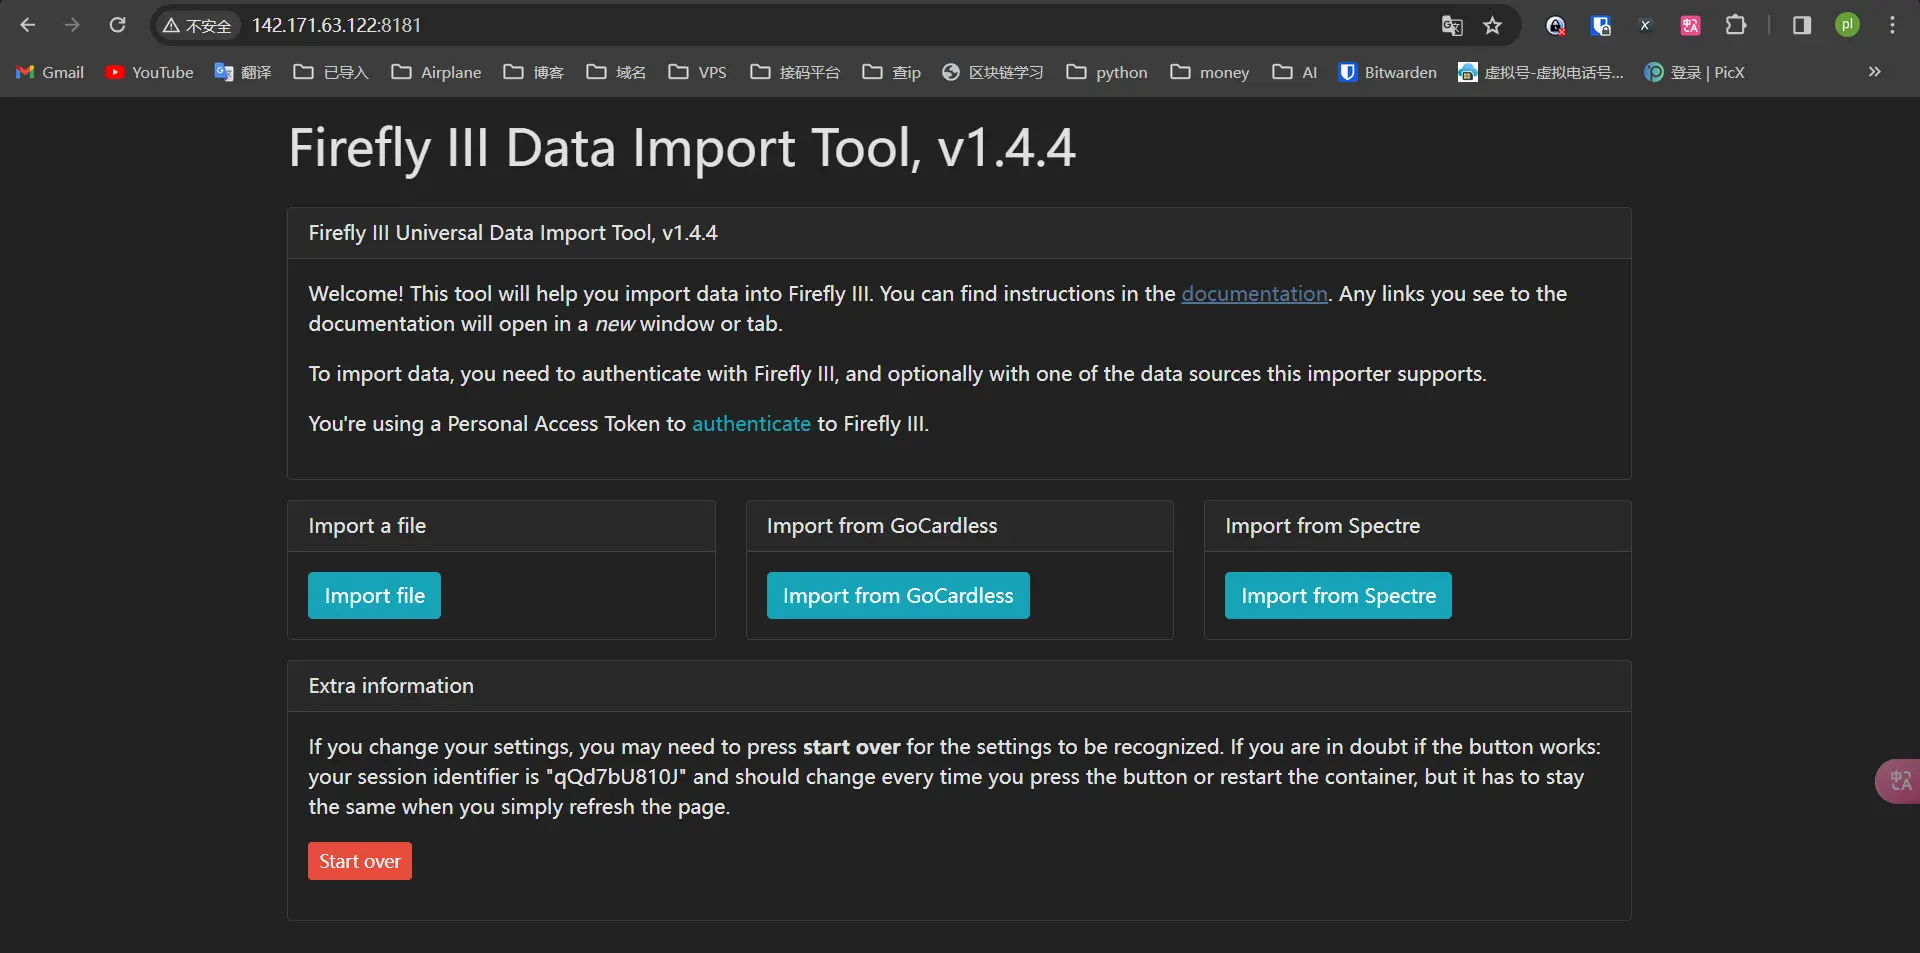 不安全 142.171.63.122:8181 pl
Gmail YouTube 翻译 已导入 Airplane 博客 域名 VPS 接码平台 查ip 区块链学习 python money AI Bitwarden 虚拟号-虚拟电话号... 登录 | PicX »
Firefly III Data Import Tool, v1.4.4
Firefly III Universal Data Import Tool, v1.4.4
Welcome! This tool will help you import data into Firefly III. You can find instructions in the documentation. Any links you see to the
documentation will open in a new window or tab.
To import data, you need to authenticate with Firefly III, and optionally with one of the data sources this importer supports.
You're using a Personal Access Token to authenticate to Firefly III.
Import a file
Import file
Import from GoCardless
Import from GoCardless
Import from Spectre
Import from Spectre
Extra information
If you change your settings, you may need to press start over for the settings to be recognized. If you are in doubt if the button works:
your session identifier is "qQd7bU810J" and should change every time you press the button or restart the container, but it has to stay
the same when you simply refresh the page.
Start over